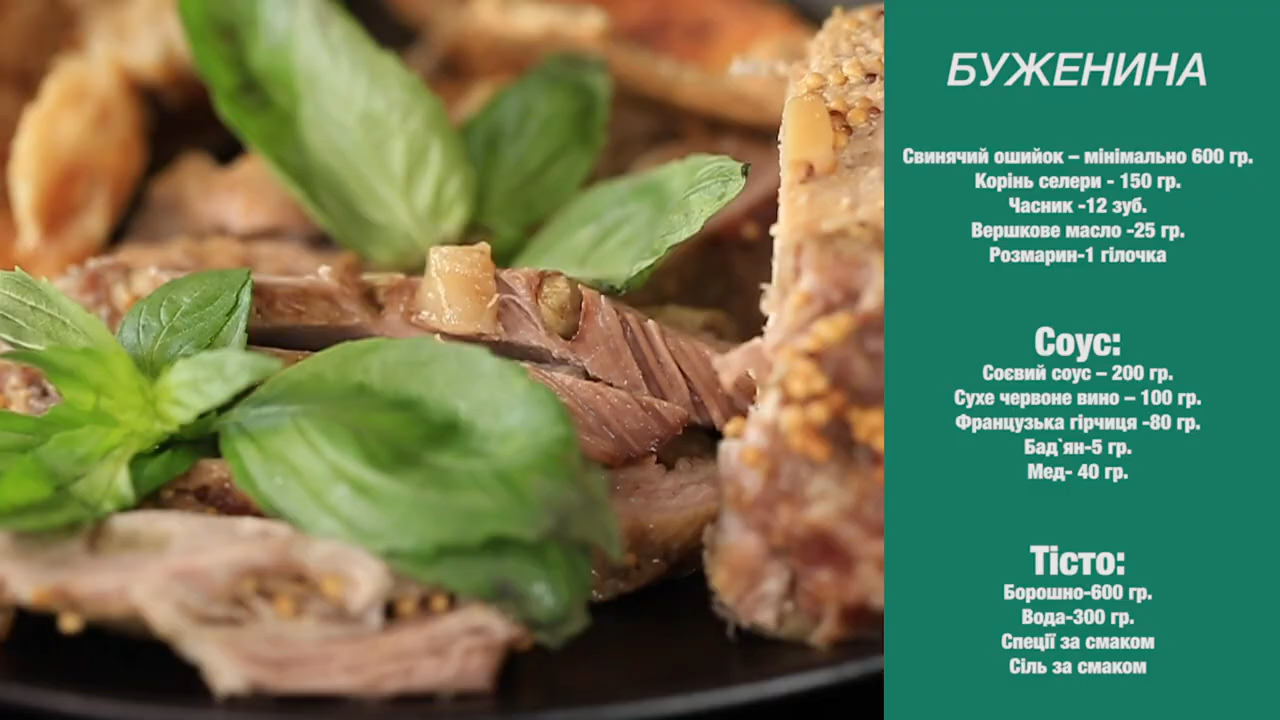 БУЖЕНИНА
Свинячий ошийок – мінімально 600 гр.
Корінь селери - 150 гр.
Часник -12 зуб.
Вершкове масло -25 гр.
Розмарин-1 гілочка
Соус:
Соєвий соус – 200 гр.
Сухе червоне вино – 100 гр.
Французька гірчиця -80 гр.
Бад`ян-5 гр.
Мед- 40 гр.
Тісто:
Борошно-600 гр.
Вода-300 гр.
Спеції за смаком
Сіль за смаком